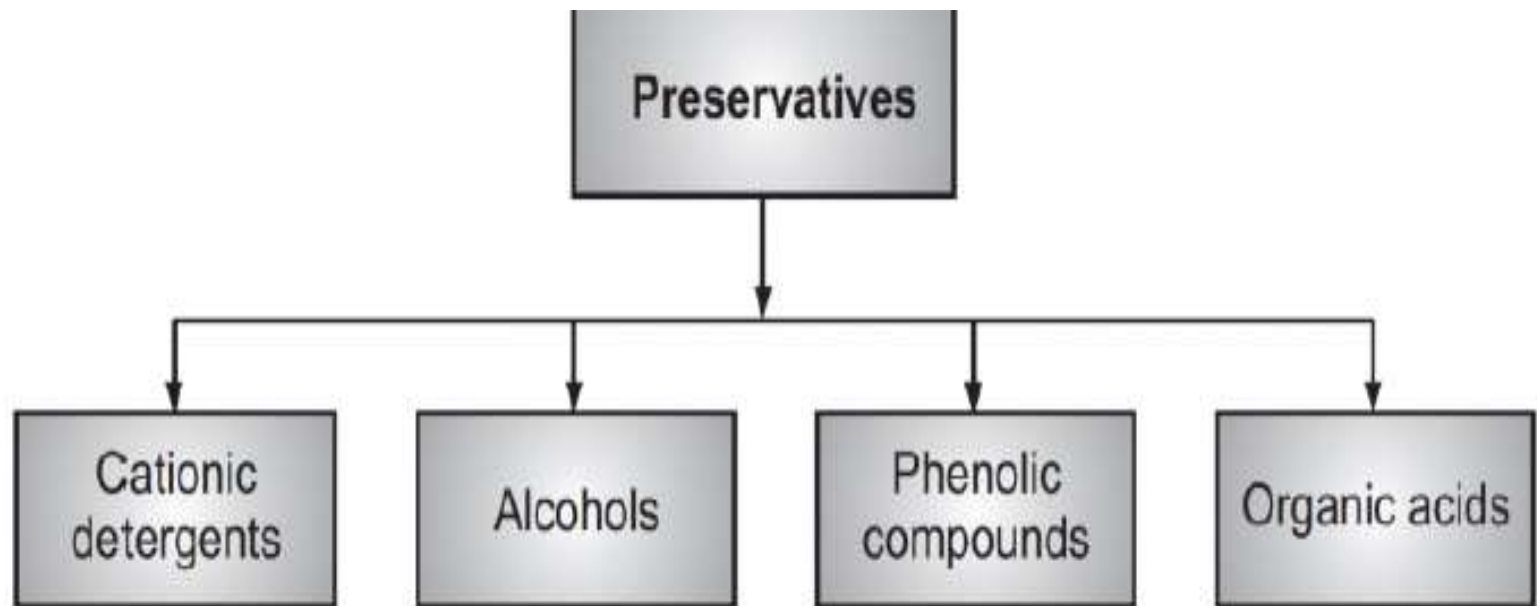 Preservatives
Cationic
detergents
Alcohols
Phenolic
compounds
Organic acids